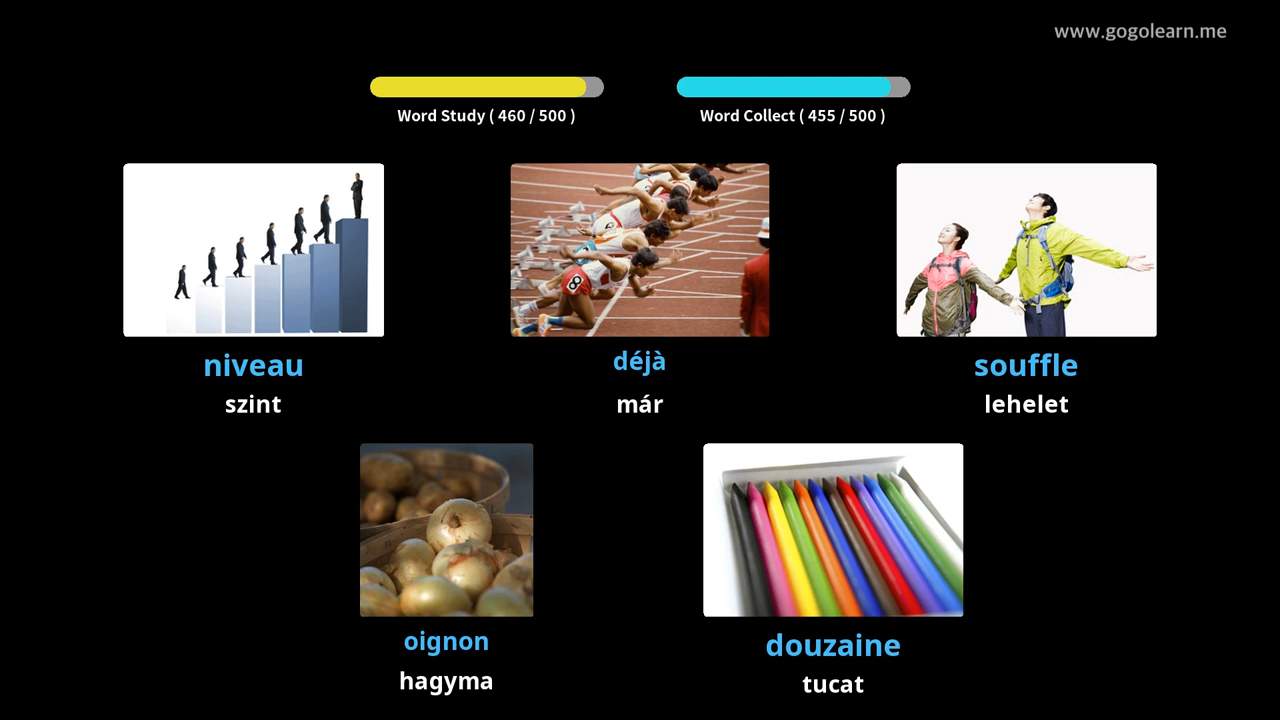 www.gogolearn.me
Word Study ( 460 / 500 )
Word Collect ( 455 / 500 )
niveau
szint
déjà
már
souffle
lehelet
oignon
hagyma
douzaine
tucat